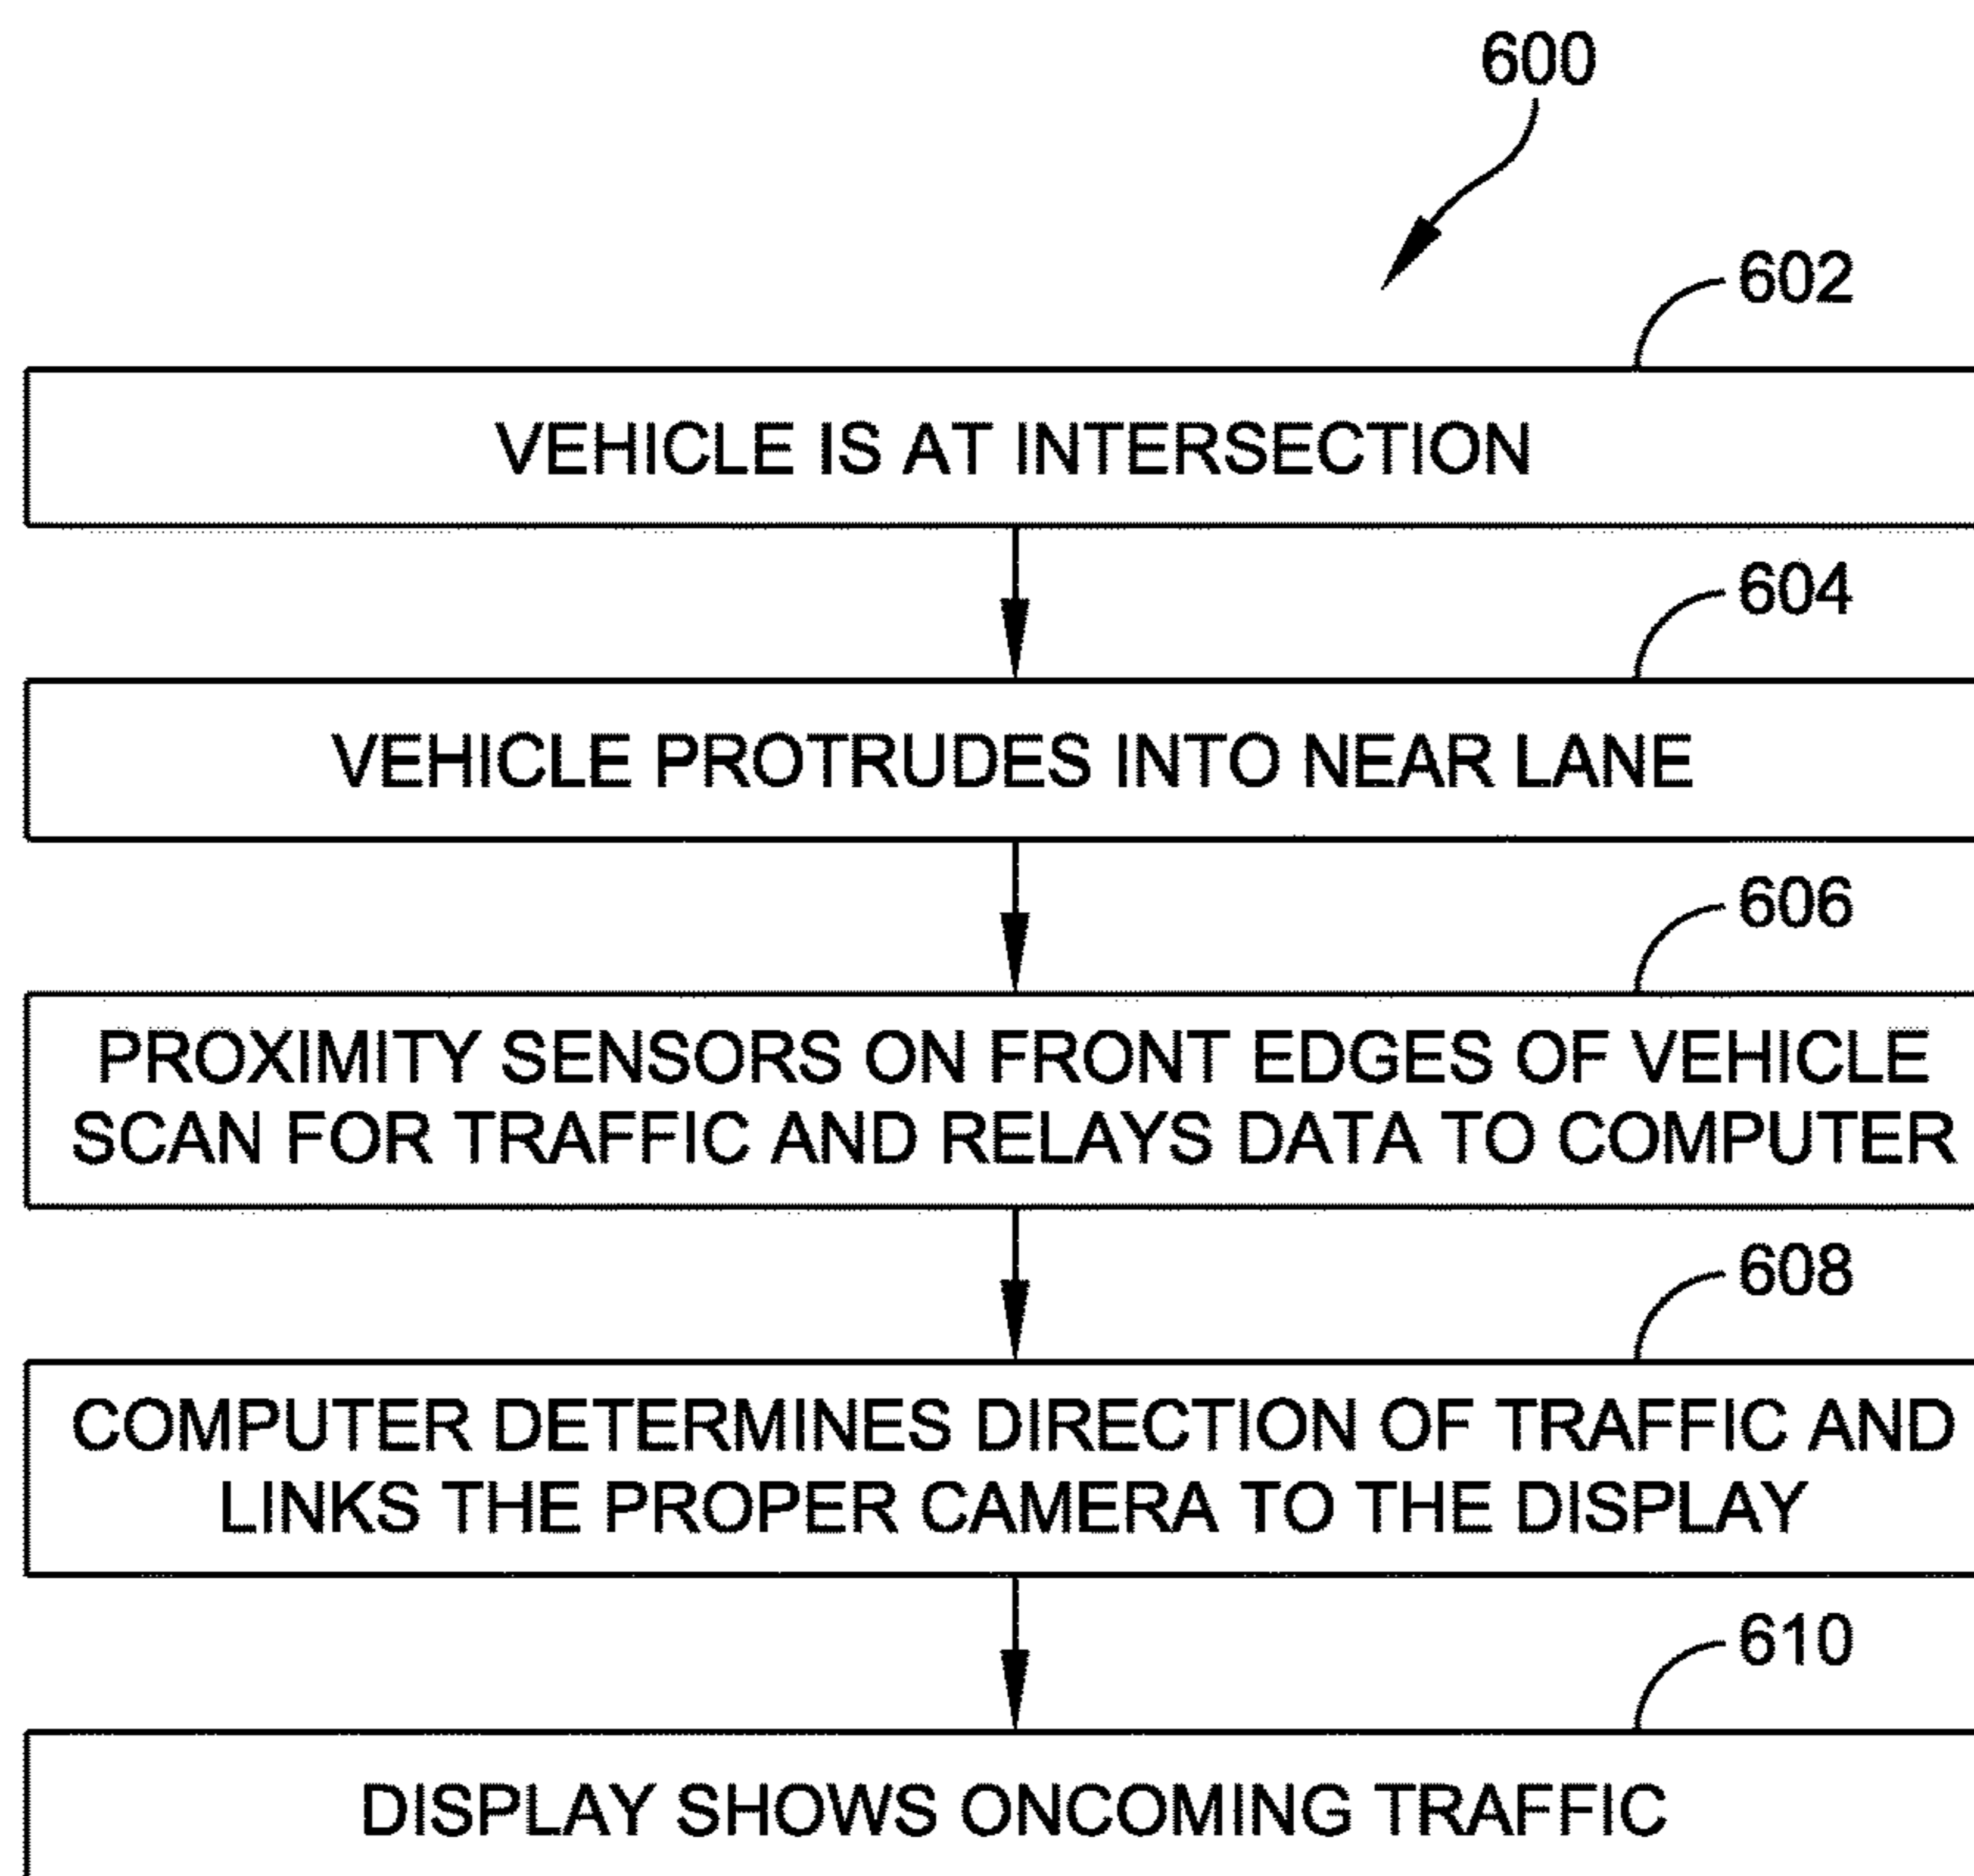 600
602
VEHICLE IS AT INTERSECTION
604
VEHICLE PROTRUDES INTO NEAR LANE
606
PROXIMITY SENSORS ON FRONT EDGES OF VEHICLE
SCAN FOR TRAFFIC AND RELAYS DATA TO COMPUTER
608
COMPUTER DETERMINES DIRECTION OF TRAFFIC AND
LINKS THE PROPER CAMERA TO THE DISPLAY
610
DISPLAY SHOWS ONCOMING TRAFFIC